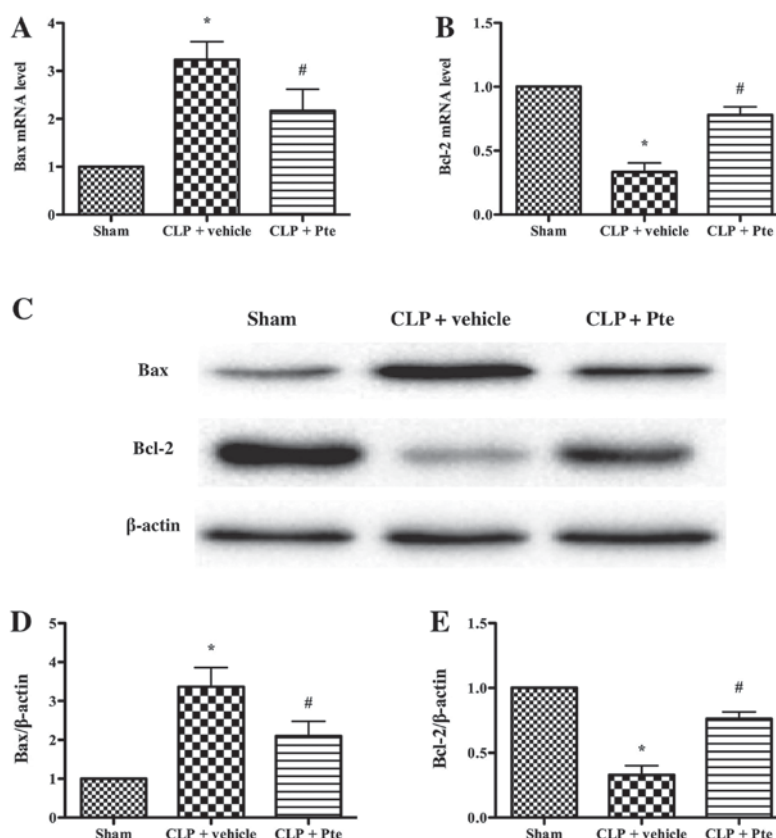 A
Bax mRNA level
4
3
2
1
0
*
#
Sham
CLP + vehicle
CLP + Pte
B
Bcl-2 mRNA level
1.5
1.0
0.5
0.0
*
#
Sham
CLP + vehicle
CLP + Pte
C
Sham CLP + vehicle CLP + Pte
Bax
Bcl-2
β-actin
D
Bax/β-actin
5
4
3
2
1
0
*
#
Sham
CLP + vehicle
CLP + Pte
E
Bcl-2/β-actin
1.5
1.0
0.5
0.0
*
#
Sham
CLP + vehicle
CLP + Pte